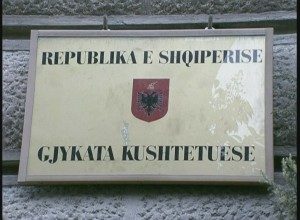 REPUBLIKA E SHQIPERISE
GJYKATA KUSHTETUESE